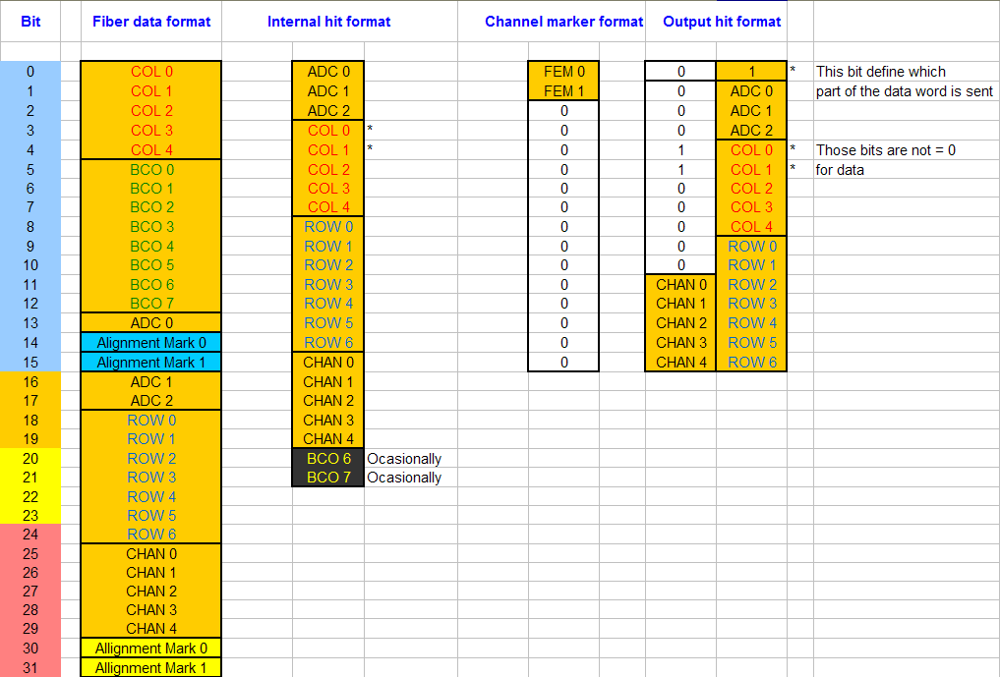 Bit Fiber data format Internal hit format Channel marker format Output hit format
0 COL 0 ADC 0 FEM 0 0 1 * This bit define which
1 COL 1 ADC 1 FEM 1 0 ADC 0 part of the data word is sent
2 COL 2 ADC 2 0 0 ADC 1
3 COL 3 COL 0 * 0 0 ADC 2
4 COL 4 COL 1 * 0 1 COL 0 * Those bits are not = 0
5 BCO 0 COL 2 0 1 COL 1 * for data
6 BCO 1 COL 3 0 0 COL 2
7 BCO 2 COL 4 0 0 COL 3
8 BCO 3 ROW 0 0 0 COL 4
9 BCO 4 ROW 1 0 0 ROW 0
10 BCO 5 ROW 2 0 0 ROW 1
11 BCO 6 ROW 3 0 CHAN 0 ROW 2
12 BCO 7 ROW 4 0 CHAN 1 ROW 3
13 ADC 0 ROW 5 0 CHAN 2 ROW 4
14 Alignment Mark 0 ROW 6 0 CHAN 3 ROW 5
15 Alignment Mark 1 CHAN 0 0 CHAN 4 ROW 6
16 ADC 1 CHAN 1
17 ADC 2 CHAN 2
18 ROW 0 CHAN 3
19 ROW 1 CHAN 4
20 ROW 2 BCO 6 Ocasionally
21 ROW 3 BCO 7 Ocasionally
22 ROW 4
23 ROW 5
24 ROW 6
25 CHAN 0
26 CHAN 1
27 CHAN 2
28 CHAN 3
29 CHAN 4
30 Allignment Mark 0
31 Allignment Mark 1